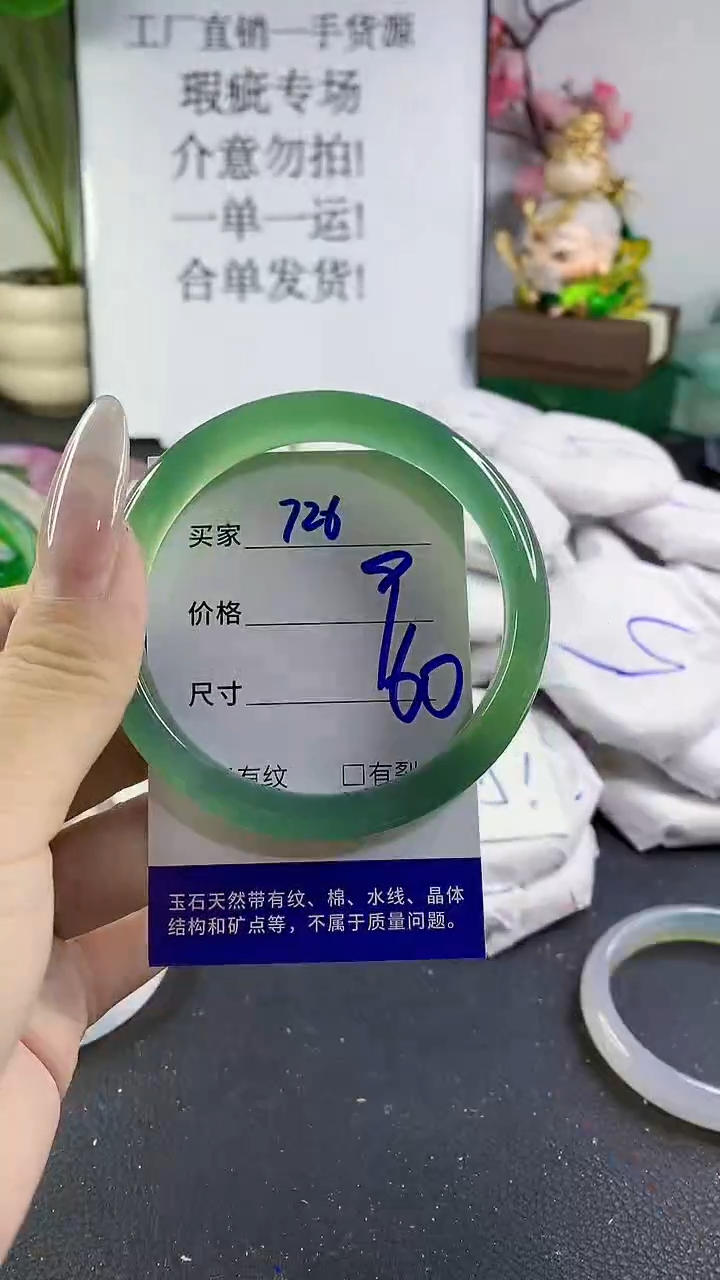 工厂直销一手货源
瑕疵专场
介意勿拍!
一单一运!
合单发货!
买家 726
价格
尺寸 60
有纹 □有裂
玉石天然带有纹、棉、水线、晶体
结构和矿点等，不属于质量问题。